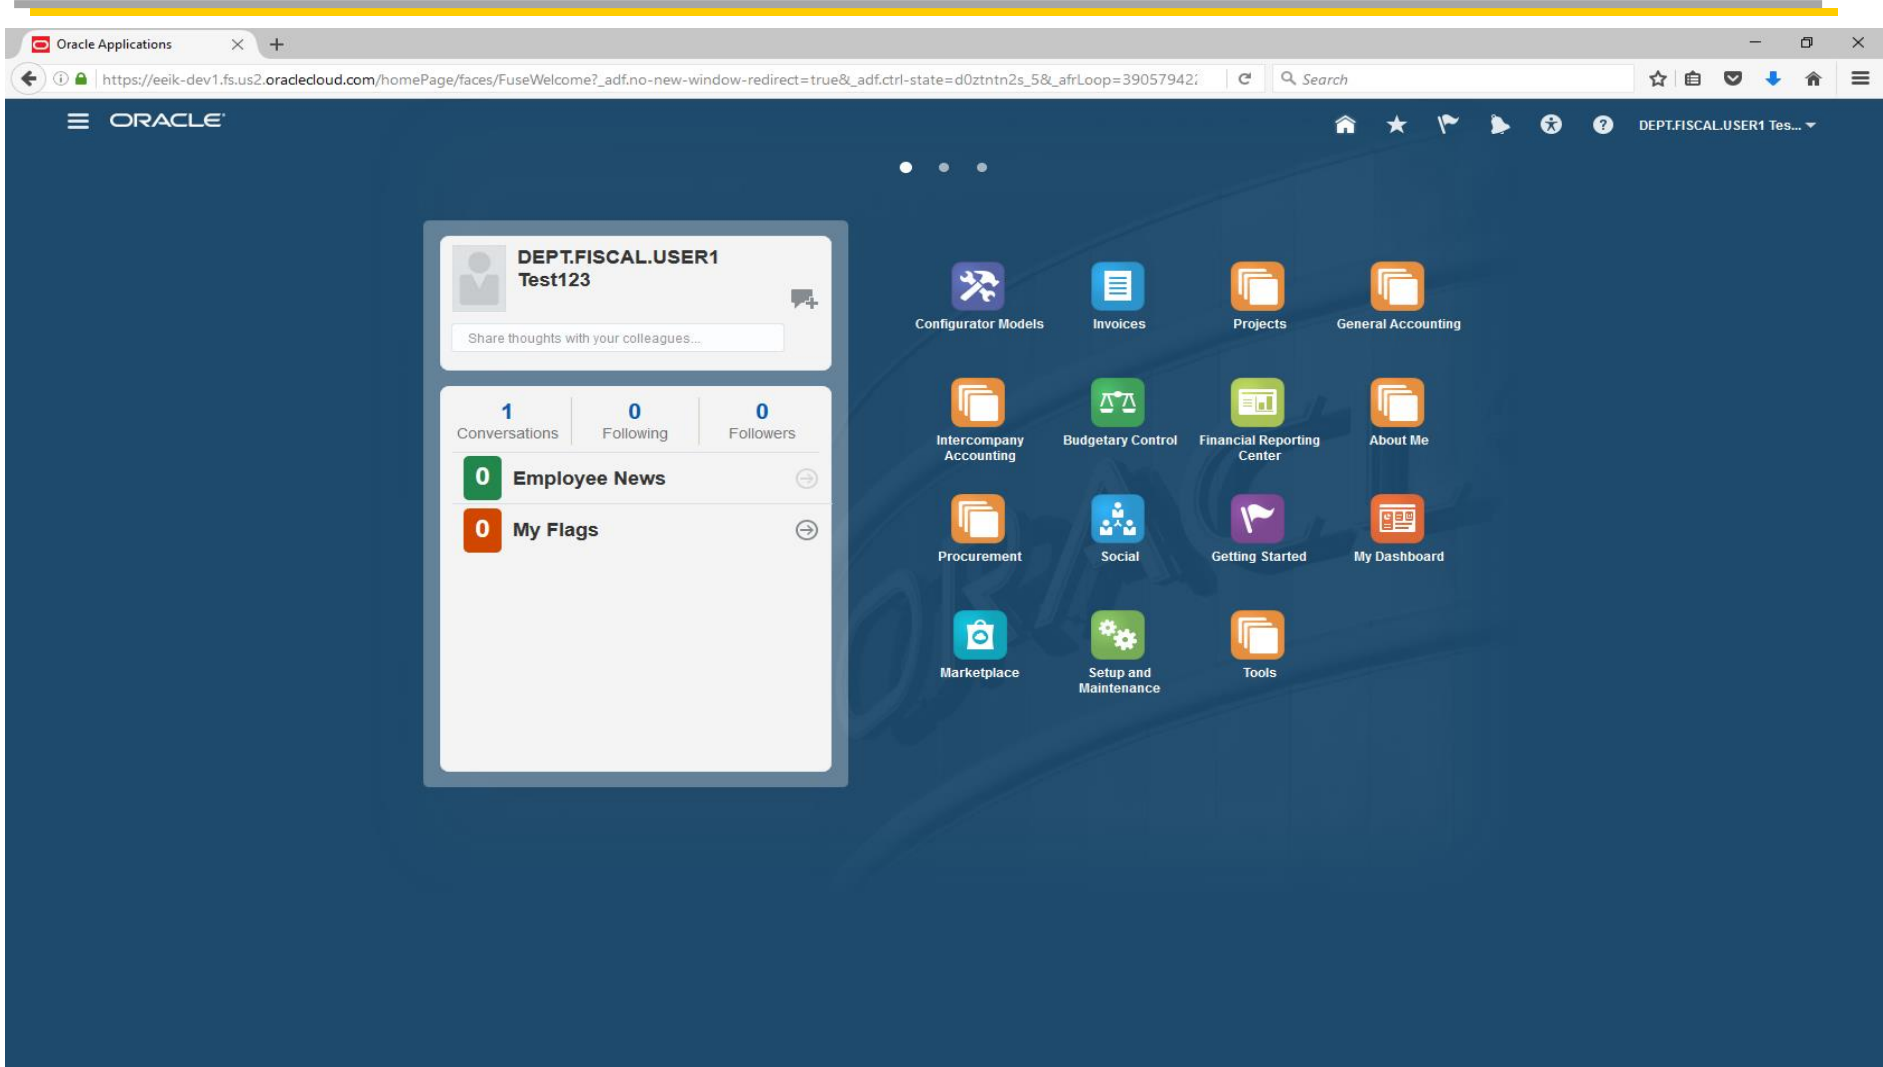 Oracle Applications
https://eeik-dev1.fs.us2.oraclecloud.com/homePage/faces/FuseWelcome?_adf.no-new-window-redirect=true&_adf.ctrl-state=d0ztntn2s_5&_afrLoop=390579422
Search
ORACLE
DEPT.FISCAL.USER1 Tes...
DEPT.FISCAL.USER1
Test123
Share thoughts with your colleagues...
1
Conversations
0
Following
0
Followers
0 Employee News
0 My Flags
Configurator Models
Invoices
Projects
General Accounting
Intercompany
Accounting
Budgetary Control
Financial Reporting
Center
About Me
Procurement
Social
Getting Started
My Dashboard
Marketplace
Setup and
Maintenance
Tools